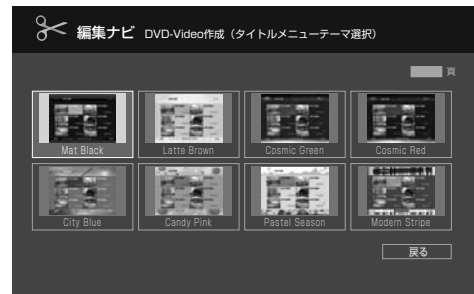 編集ナビ DVD-Video作成（タイトルメニューテーマ選択）
頁
Mat Black Latte Brown Cosmic Green Cosmic Red
City Blue Candy Pink Pastel Season Modern Stripe
戻る